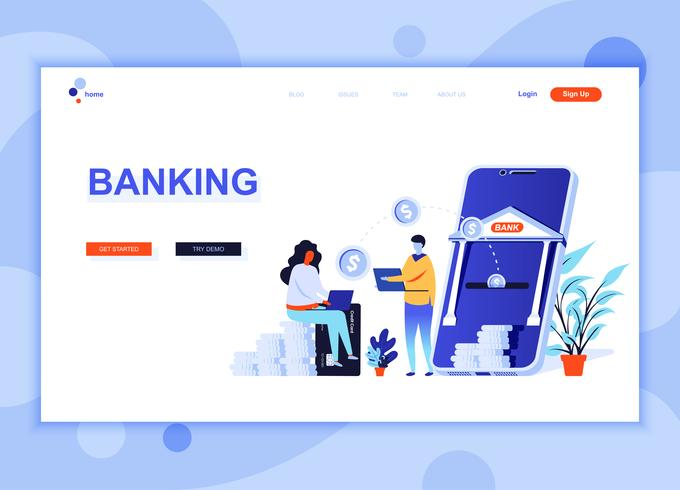 home
BLOG ISSUES TEAM ABOUT US
Login
Sign Up
BANKING
GET STARTED
TRY DEMO
$
$
$
BANK
$
Credit Card